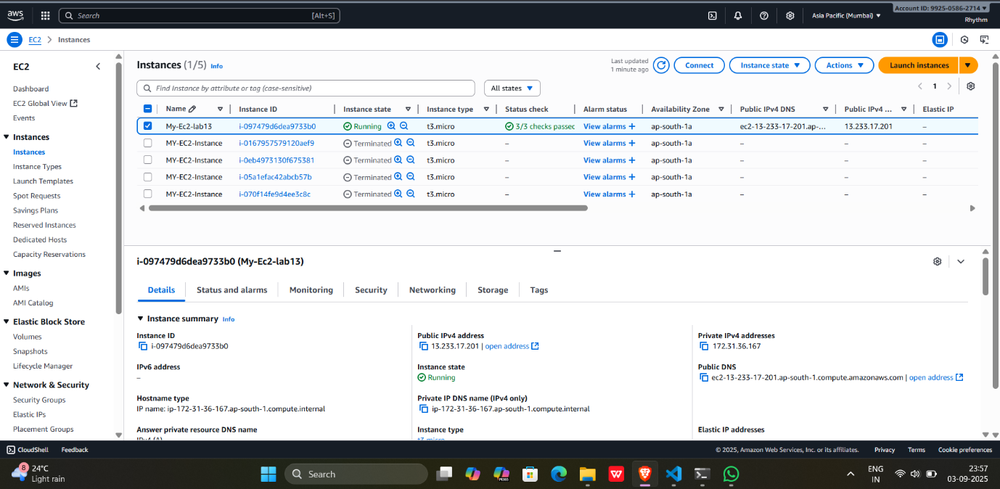 aws
Search
[Alt+S]
Asia Pacific (Mumbai)
Account ID: 9925-0586-2714
Rhythm
EC2
Instances
EC2
Dashboard
EC2 Global View
Events
Instances
Instances
Instance Types
Launch Templates
Spot Requests
Savings Plans
Reserved Instances
Dedicated Hosts
Capacity Reservations
Images
AMIs
AMI Catalog
Elastic Block Store
Volumes
Snapshots
Lifecycle Manager
Network & Security
Security Groups
Elastic IPs
Placement Groups
Instances (1/5) Info
Last updated
1 minute ago
Connect
Instance state
Actions
Launch instances
Find Instance by attribute or tag (case-sensitive)
All states
1
Name Instance ID Instance state Instance type Status check Alarm status Availability Zone Public IPv4 DNS Public IPv4 ... Elastic IP
My-Ec2-lab13 i-097479d6dea9733b0 Running t3.micro 3/3 checks passec View alarms + ap-south-1a ec2-13-233-17-201.ap-... 13.233.17.201 –
MY-EC2-Instance i-0167957579120aef9 Terminated t3.micro – View alarms + ap-south-1a – – –
MY-EC2-Instance i-0eb4973130f675381 Terminated t3.micro – View alarms + ap-south-1a – – –
MY-EC2-Instance i-05a1efac42abcb57b Terminated t3.micro – View alarms + ap-south-1a – – –
MY-EC2-Instance i-070f14fe9d4ee3c8c Terminated t3.micro – View alarms + ap-south-1a – – –
i-097479d6dea9733b0 (My-Ec2-lab13)
Details Status and alarms Monitoring Security Networking Storage Tags
Instance summary Info
Instance ID
i-097479d6dea9733b0
IPv6 address
–
Hostname type
IP name: ip-172-31-36-167.ap-south-1.compute.internal
Answer private resource DNS name
IPv4 (A)
Public IPv4 address
13.233.17.201 | open address
Instance state
Running
Private IP DNS name (IPv4 only)
ip-172-31-36-167.ap-south-1.compute.internal
Instance type
t3.micro
Private IPv4 addresses
172.31.36.167
Public DNS
ec2-13-233-17-201.ap-south-1.compute.amazonaws.com | open address
Elastic IP addresses
CloudShell Feedback
© 2025, Amazon Web Services, Inc. or its affiliates. Privacy Terms Cookie preferences
8
24°C
Light rain
Search
M365
W
ENG
IN
23:57
03-09-2025